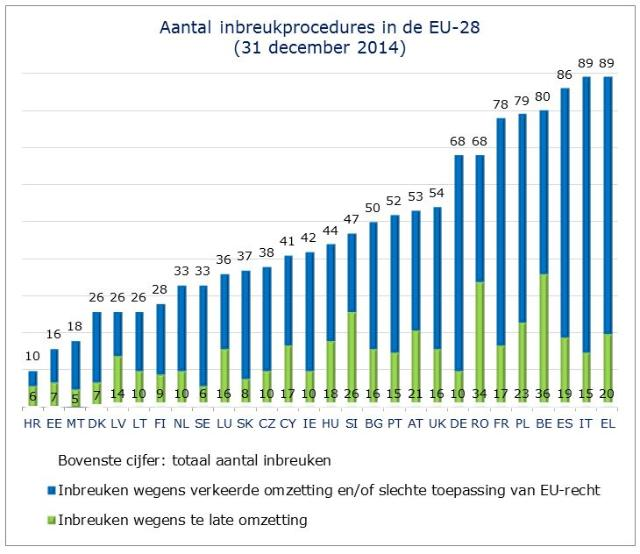 Aantal inbreukprocedures in de EU-28
(31 december 2014)
10 16 18 26 26 26 28 33 33 36 37 38 41 42 44 47 50 52 53 54 68 68 78 79 80 86 89 89
6 7 5 7 14 10 9 10 6 16 8 10 17 10 18 26 16 15 21 16 10 34 17 23 36 19 15 20
HR EE MT DK LV LT FI NL SE LU SK CZ CY IE HU SI BG PT AT UK DE RO FR PL BE ES IT EL
Bovenste cijfer: totaal aantal inbreuken
Inbreuken wegens verkeerde omzetting en/of slechte toepassing van EU-recht
Inbreuken wegens te late omzetting